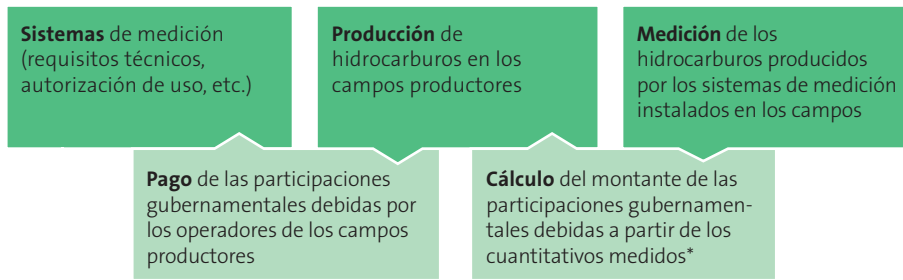 Sistemas de medición
(requisitos técnicos,
autorización de uso, etc.)
Producción de
hidrocarburos en los
campos productores
Medición de los
hidrocarburos producidos
por los sistemas de medición
instalados en los campos
Pago de las participaciones
gubernamentales debidas por
los operadores de los campos
productores
Cálculo del montante de las
participaciones gubernamen-
tales debidas a partir de los
cuantitativos medidos*